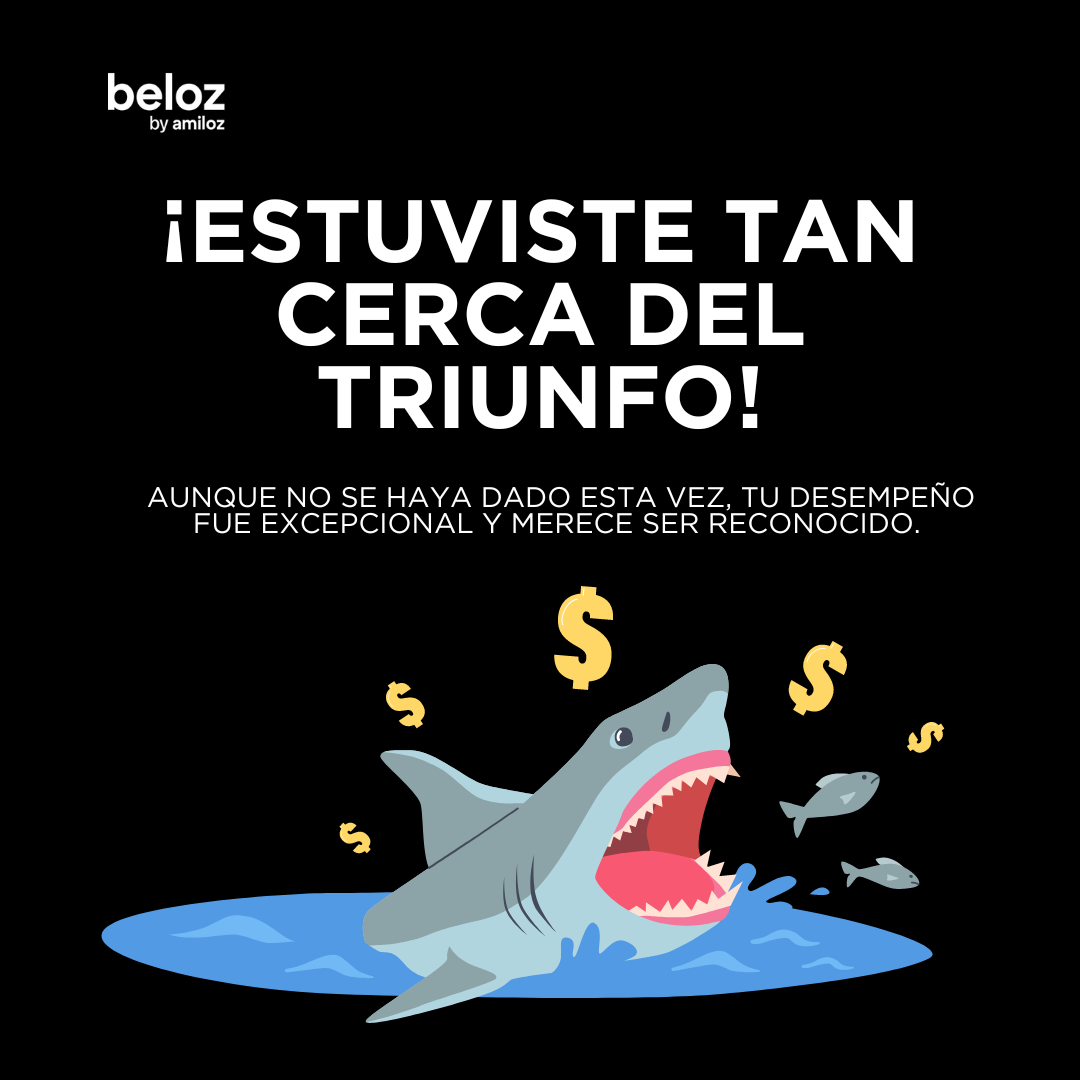 beloz
by amiloz
¡ESTUVISTE TAN
CERCA DEL
TRIUNFO!
AUNQUE NO SE HAYA DADO ESTA VEZ, TU DESEMPEÑO
FUE EXCEPCIONAL Y MERECE SER RECONOCIDO.
$
$
$
$
$